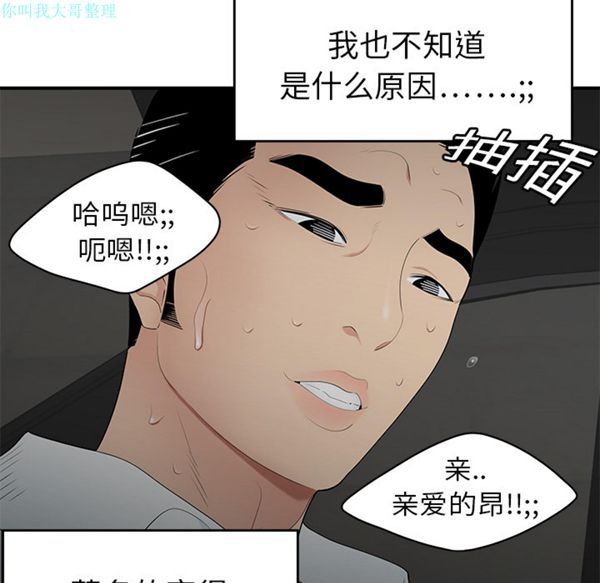 你叫我大哥整理
我也不知道
是什么原因.......;;
抽插
哈呜嗯;;
呃嗯!!;;
亲..
亲爱的昂!!;;